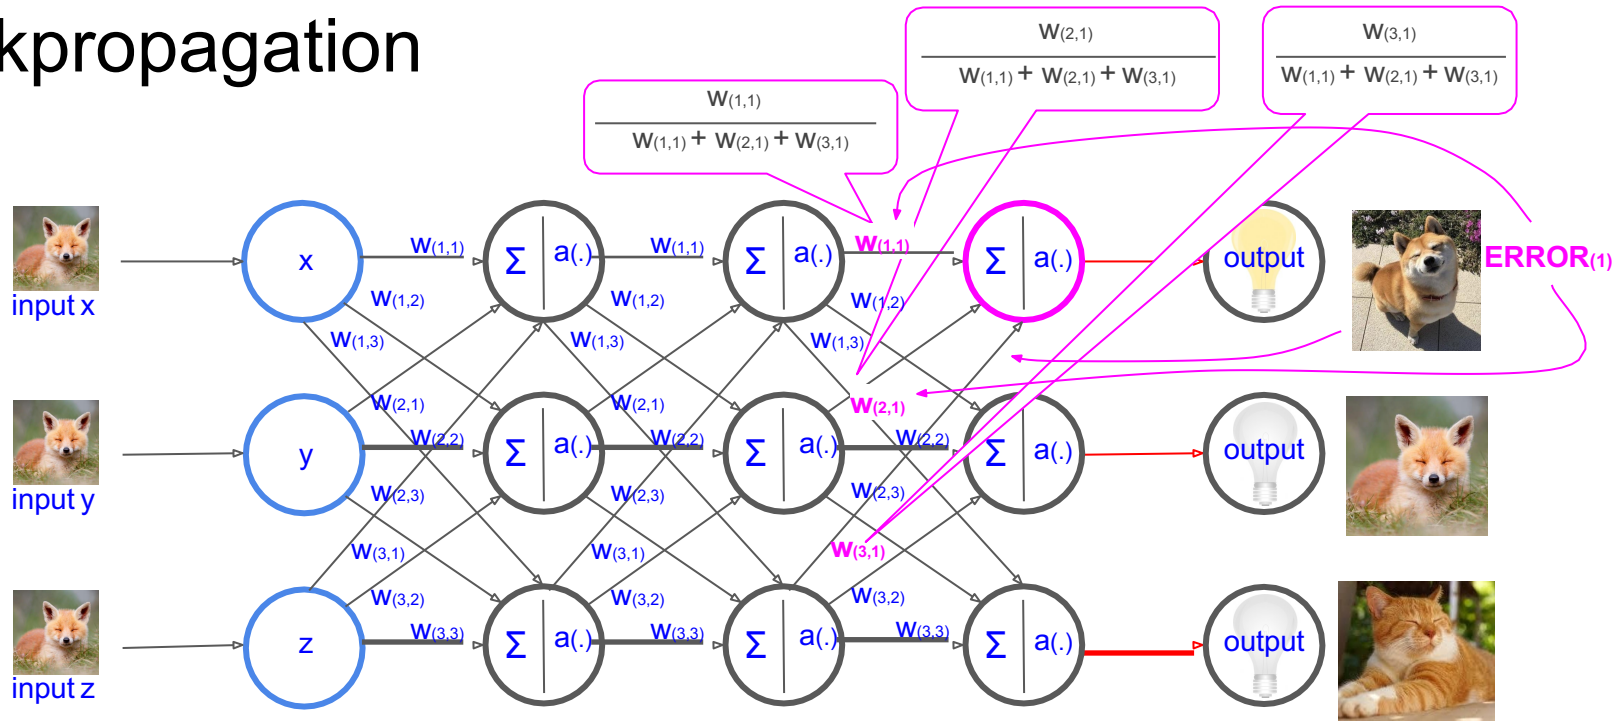 kpropagation
w(2,1)
w(1,1) + w(2,1) + w(3,1)
w(3,1)
w(1,1) + w(2,1) + w(3,1)
w(1,1)
w(1,1) + w(2,1) + w(3,1)
x
w(1,1)
Σ
a(.)
w(1,1)
Σ
a(.)
w(1,1)
Σ
a(.)
output
ERROR(1)
input x
w(1,2)
w(1,2)
w(1,2)
w(1,3)
w(1,3)
w(1,3)
w(2,1)
w(2,1)
w(2,1)
y
w(2,2)
Σ
a(.)
w(2,2)
Σ
a(.)
w(2,2)
Σ
a(.)
output
input y
w(2,3)
w(2,3)
w(2,3)
w(3,1)
w(3,1)
w(3,1)
w(3,2)
w(3,2)
w(3,2)
z
w(3,3)
Σ
a(.)
w(3,3)
Σ
a(.)
w(3,3)
Σ
a(.)
output
input z